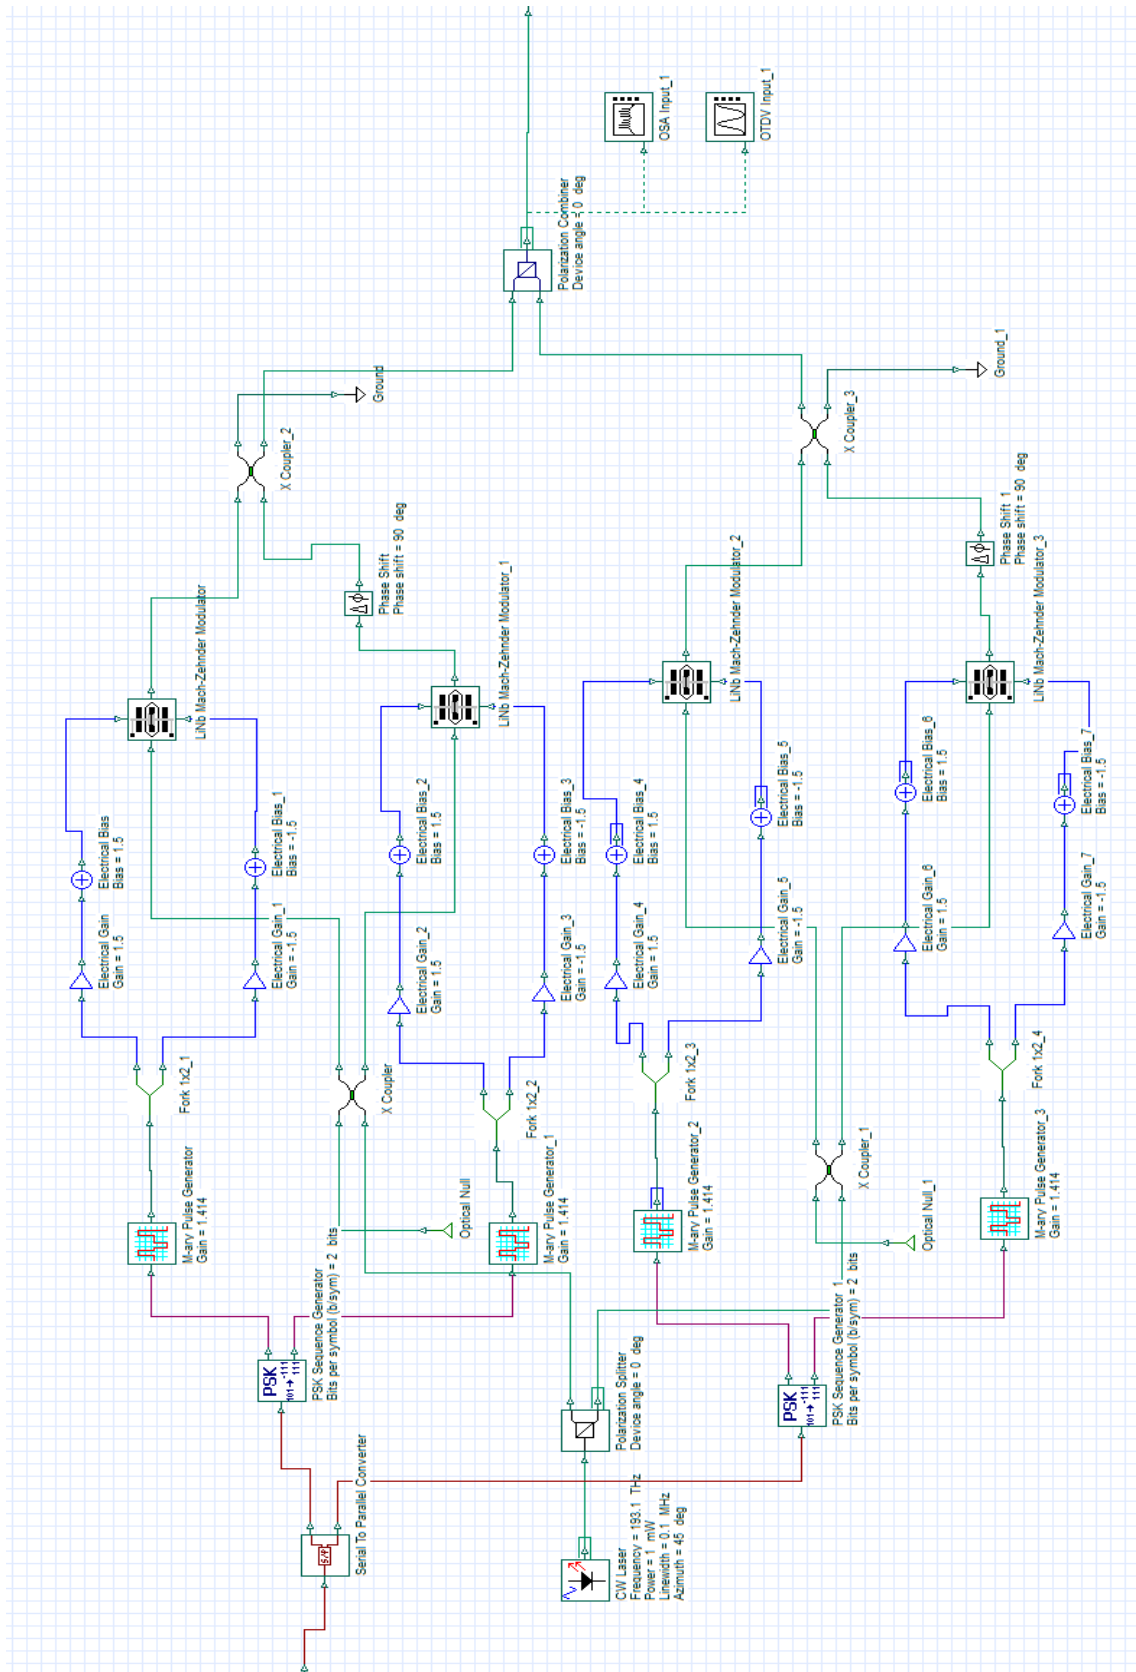 Serial To Parallel Converter
S/P
PSK
101→ -111
111
PSK Sequence Generator
Bits per symbol (b/sym) = 2 bits
M-ary Pulse Generator
Gain = 1.414
Fork 1x2_1
Electrical Gain
Gain = 1.5
Electrical Bias
Bias = 1.5
Electrical Gain_1
Gain = -1.5
Electrical Bias_1
Bias = -1.5
LiNb Mach-Zehnder Modulator
X Coupler_2
Ground
X Coupler
Optical Null
Phase Shift
Phase shift = 90 deg
M-ary Pulse Generator_1
Gain = 1.414
Fork 1x2_2
Electrical Gain_2
Gain = 1.5
Electrical Bias_2
Bias = 1.5
Electrical Gain_3
Gain = -1.5
Electrical Bias_3
Bias = -1.5
LiNb Mach-Zehnder Modulator_1
CW Laser
Frequency = 193.1 THz
Power = 1 mW
Linewidth = 0.1 MHz
Azimuth = 45 deg
Polarization Splitter
Device angle = 0 deg
Polarization Combiner
Device angle = 0 deg
OSA Input_1
OTDV Input_1
M-ary Pulse Generator_2
Gain = 1.414
Fork 1x2_3
Electrical Gain_4
Gain = 1.5
Electrical Bias_4
Bias = 1.5
Electrical Gain_5
Gain = -1.5
Electrical Bias_5
Bias = -1.5
LiNb Mach-Zehnder Modulator_2
PSK
101→ -111
111
PSK Sequence Generator_1
Bits per symbol (b/sym) = 2 bits
X Coupler_1
Optical Null_1
X Coupler_3
Ground_1
M-ary Pulse Generator_3
Gain = 1.414
Fork 1x2_4
Electrical Gain_6
Gain = 1.5
Electrical Bias_6
Bias = 1.5
Electrical Gain_7
Gain = -1.5
Electrical Bias_7
Bias = -1.5
LiNb Mach-Zehnder Modulator_3
Phase Shift_1
Phase shift = 90 deg
ΔΦ
ΔΦ